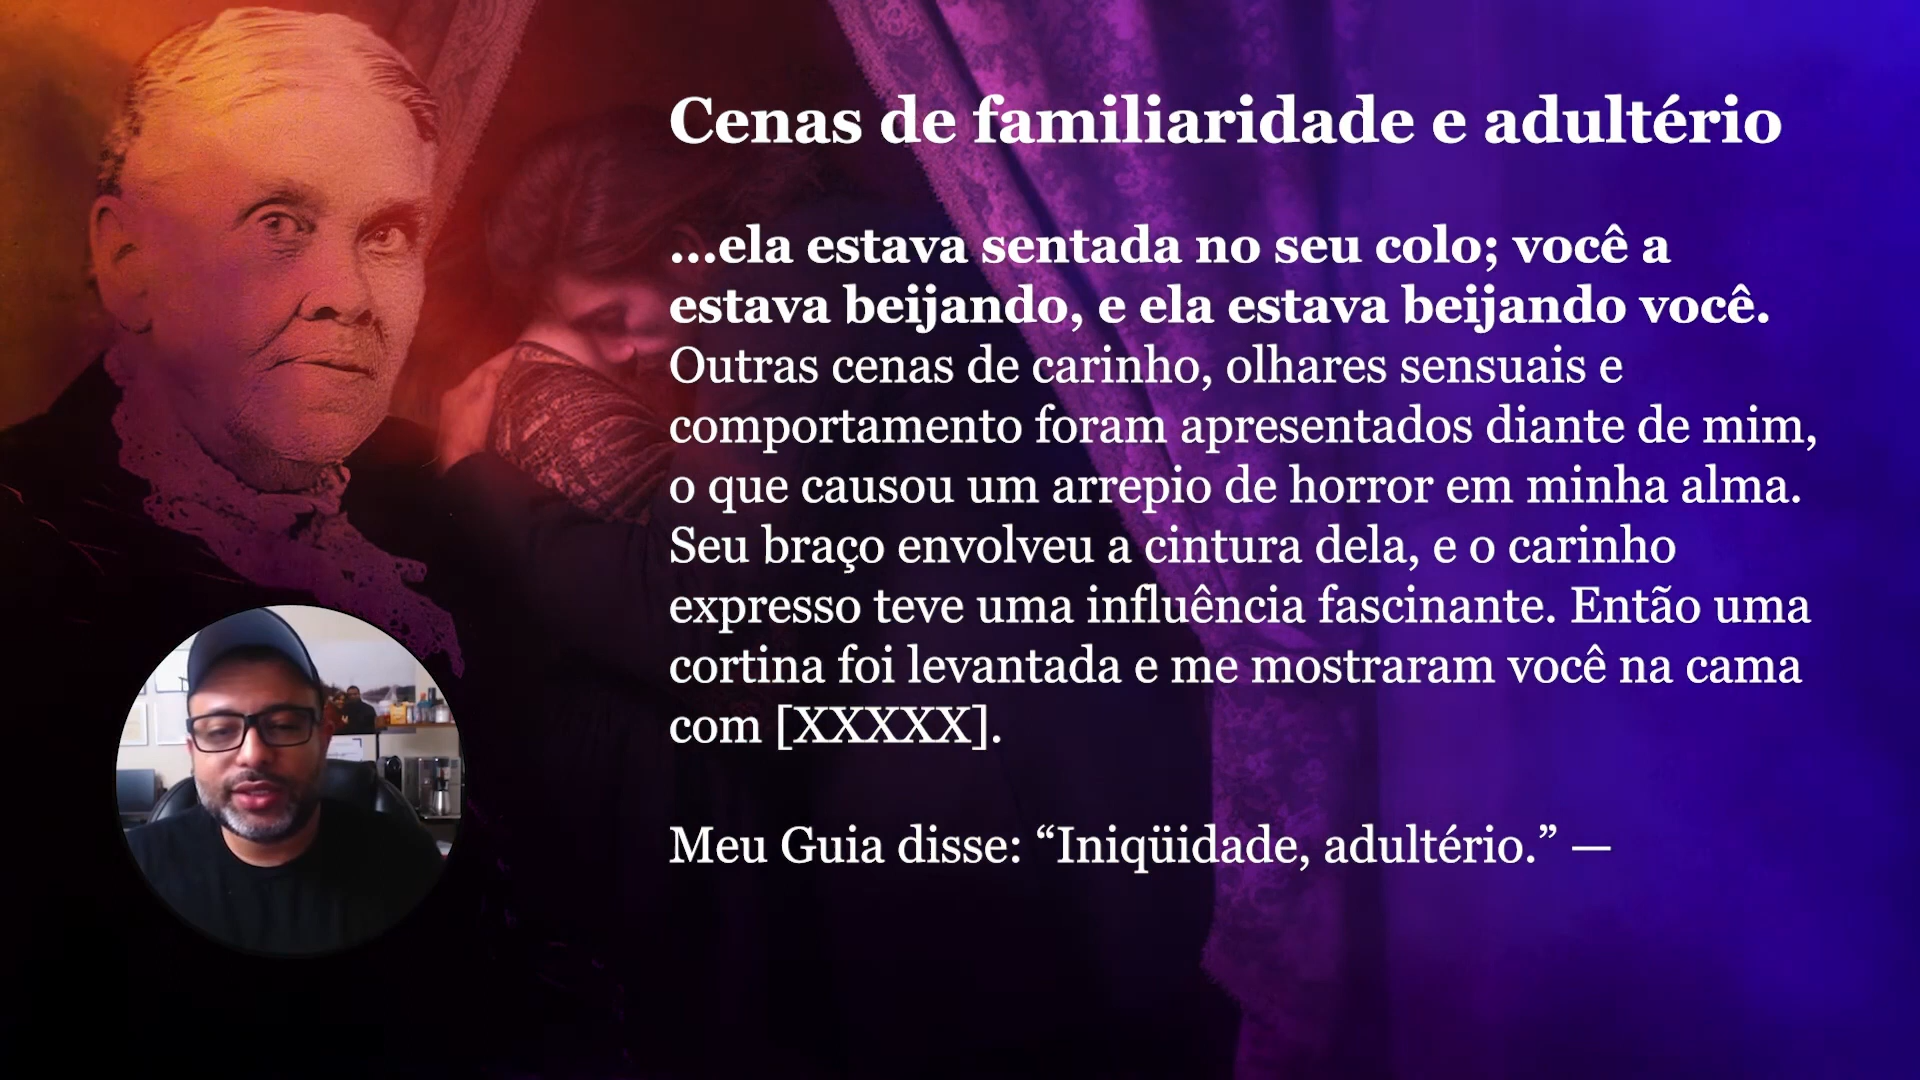 Cenas de familiaridade e adultério
...ela estava sentada no seu colo; você a
estava beijando, e ela estava beijando você.
Outras cenas de carinho, olhares sensuais e
comportamento foram apresentados diante de mim,
o que causou um arrepio de horror em minha alma.
Seu braço envolveu a cintura dela, e o carinho
expresso teve uma influência fascinante. Então uma
cortina foi levantada e me mostraram você na cama
com [XXXXX].
Meu Guia disse: “Iniqüidade, adultério.” —